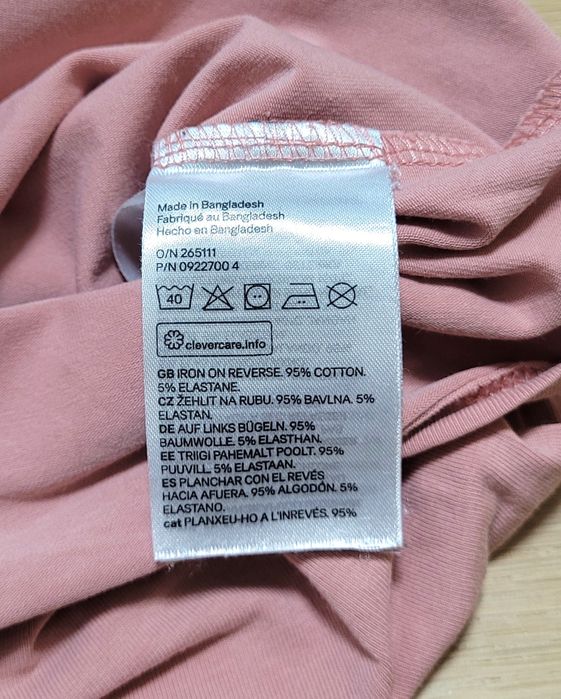 Made in Bangladesh
Fabriqué au Bangladesh
Hecho en Bangladesh
O/N 265111
P/N 0922700 4
40
clevercare.info
GB IRON ON REVERSE. 95% COTTON.
5% ELASTANE.
CZ ŽEHLIT NA RUBU. 95% BAVLNA. 5%
ELASTAN.
DE AUF LINKS BÜGELN. 95%
BAUMWOLLE. 5% ELASTHAN.
EE TRIIGI PAHEMALT POOLT. 95%
PUUVILL. 5% ELASTAAN.
ES PLANCHAR CON EL REVÉS
HACIA AFUERA. 95% ALGODÓN. 5%
ELASTANO.
cat PLANXEU-HO A L'INREVÉS. 95%